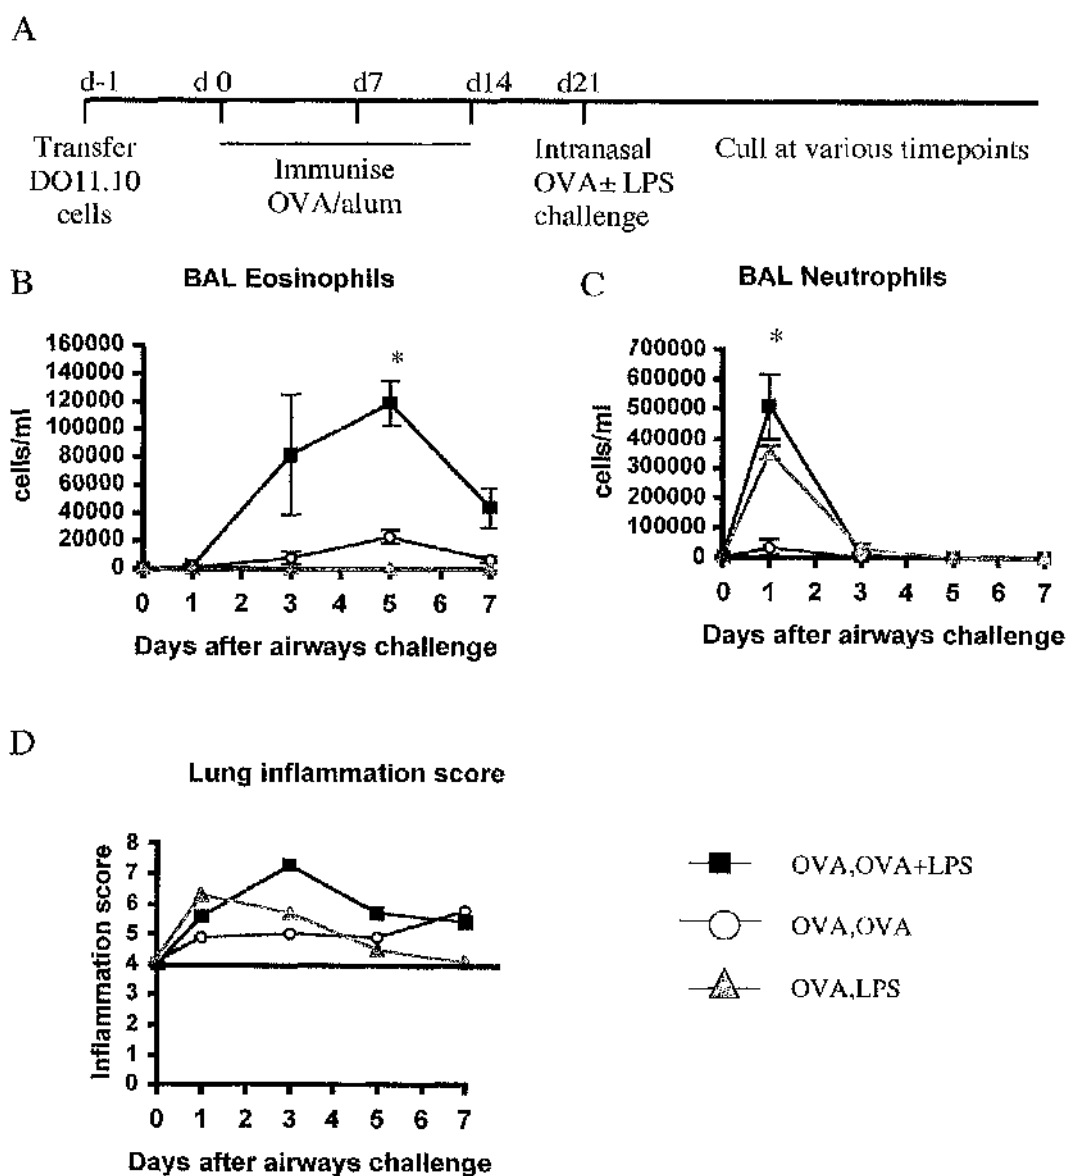 A
d-1 d 0 d7 d14 d21
Transfer
DO11.10
cells
Immunise
OVA/alum
Intranasal
OVA± LPS
challenge
Cull at various timepoints
B
BAL Eosinophils
160000
140000
120000
100000
80000
60000
40000
20000
0
cells/ml
*
0 1 2 3 4 5 6 7
Days after airways challenge
C
BAL Neutrophils
700000
600000
500000
400000
300000
200000
100000
0
cells/ml
*
0 1 2 3 4 5 6 7
Days after airways challenge
D
Lung inflammation score
8
7
6
5
4
3
2
1
0
Inflammation score
0 1 2 3 4 5 6 7
Days after airways challenge
OVA,OVA+LPS
OVA,OVA
OVA,LPS